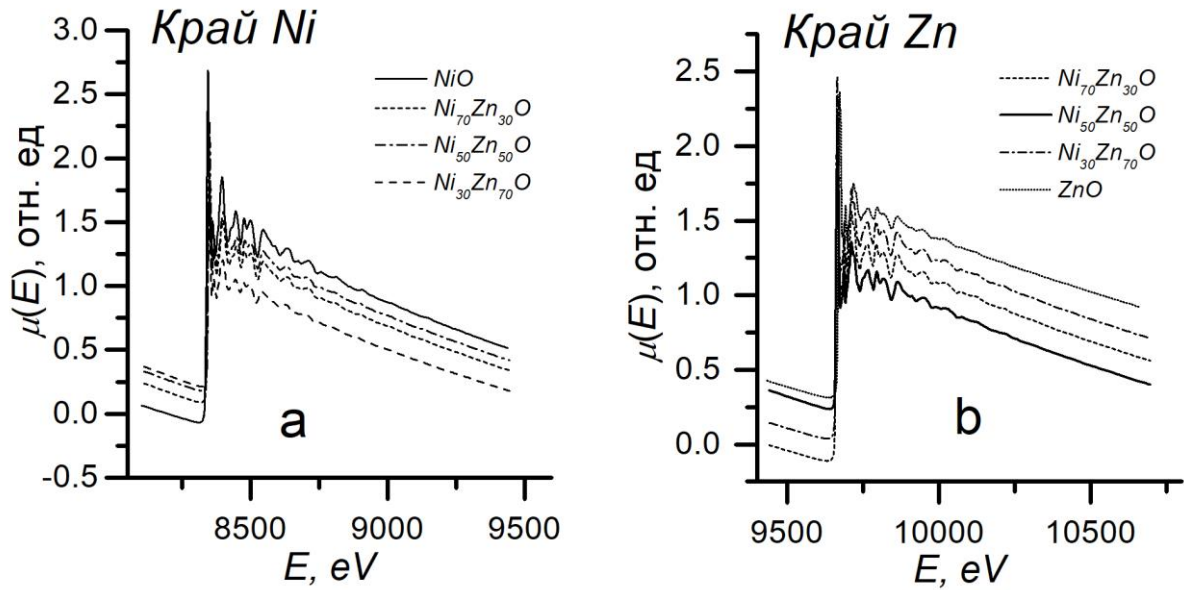 Край Ni
NiO
Ni70Zn30O
Ni50Zn50O
Ni30Zn70O
3.0
2.5
2.0
1.5
1.0
0.5
0.0
-0.5
μ(E), отн. ед
a
8500
9000
9500
E, eV
Край Zn
Ni70Zn30O
Ni50Zn50O
Ni30Zn70O
ZnO
2.5
2.0
1.5
1.0
0.5
0.0
μ(E), отн. ед
b
9500
10000
10500
E, eV